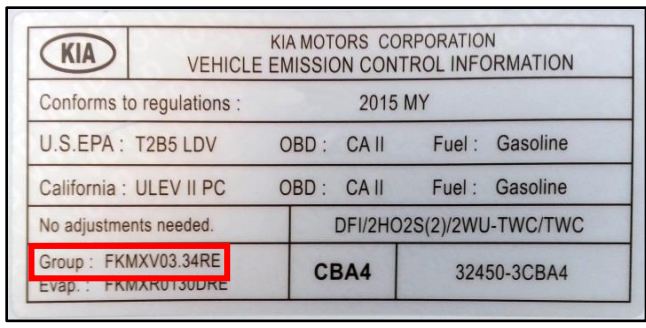 KIA
KIA MOTORS CORPORATION
VEHICLE EMISSION CONTROL INFORMATION
Conforms to regulations : 2015 MY
U.S.EPA : T2B5 LDV OBD : CA II Fuel : Gasoline
California : ULEV II PC OBD : CA II Fuel : Gasoline
No adjustments needed. DFI/2HO2S(2)/2WU-TWC/TWC
Group : FKMXV03.34RE
Evap. : FKMXR0130DRE
CBA4 32450-3CBA4